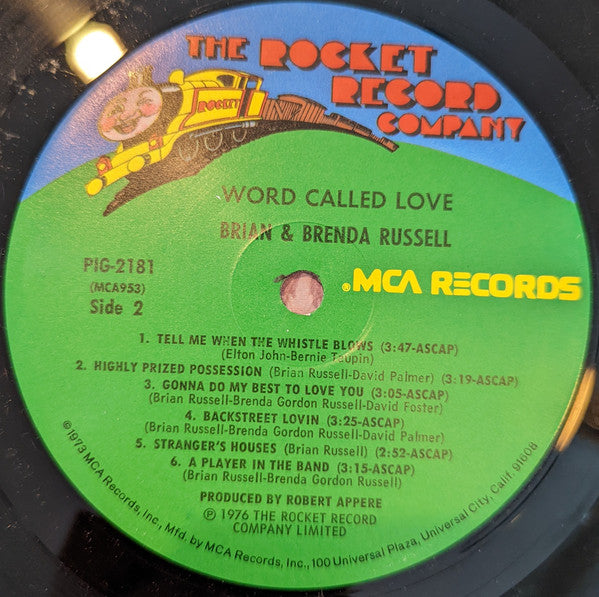 THE ROCKET
RECORD
COMPANY
ROCKET
WORD CALLED LOVE
BRIAN & BRENDA RUSSELL
PIG-2181
(MCA953)
Side 2
MCA RECORDS
1. TELL ME WHEN THE WHISTLE BLOWS (3:47-ASCAP)
(Elton John-Bernie Taupin)
2. HIGHLY PRIZED POSSESSION (Brian Russell-David Palmer) (3:19-ASCAP)
3. GONNA DO MY BEST TO LOVE YOU (3:05-ASCAP)
(Brian Russell-Brenda Gordon Russell-David Foster)
4. BACKSTREET LOVIN (3:25-ASCAP)
(Brian Russell-Brenda Gordon Russell-David Palmer)
5. STRANGER'S HOUSES (Brian Russell) (2:52-ASCAP)
6. A PLAYER IN THE BAND (3:15-ASCAP)
(Brian Russell-Brenda Gordon Russell)
PRODUCED BY ROBERT APPERE
℗ 1976 THE ROCKET RECORD
COMPANY LIMITED
©1973 MCA Records, Inc., Mfd. by MCA Records, Inc., 100 Universal Plaza, Universal City, Calif. 91608